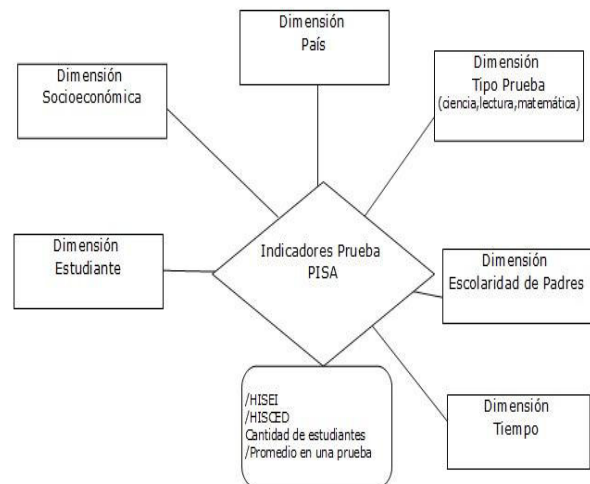 Dimensión
País
Dimensión
Socioeconómica
Dimensión
Tipo Prueba
(ciencia,lectura,matemática)
Dimensión
Estudiante
Indicadores Prueba
PISA
Dimensión
Escolaridad de Padres
/HISEI
/HISCED
Cantidad de estudiantes
/Promedio en una prueba
Dimensión
Tiempo